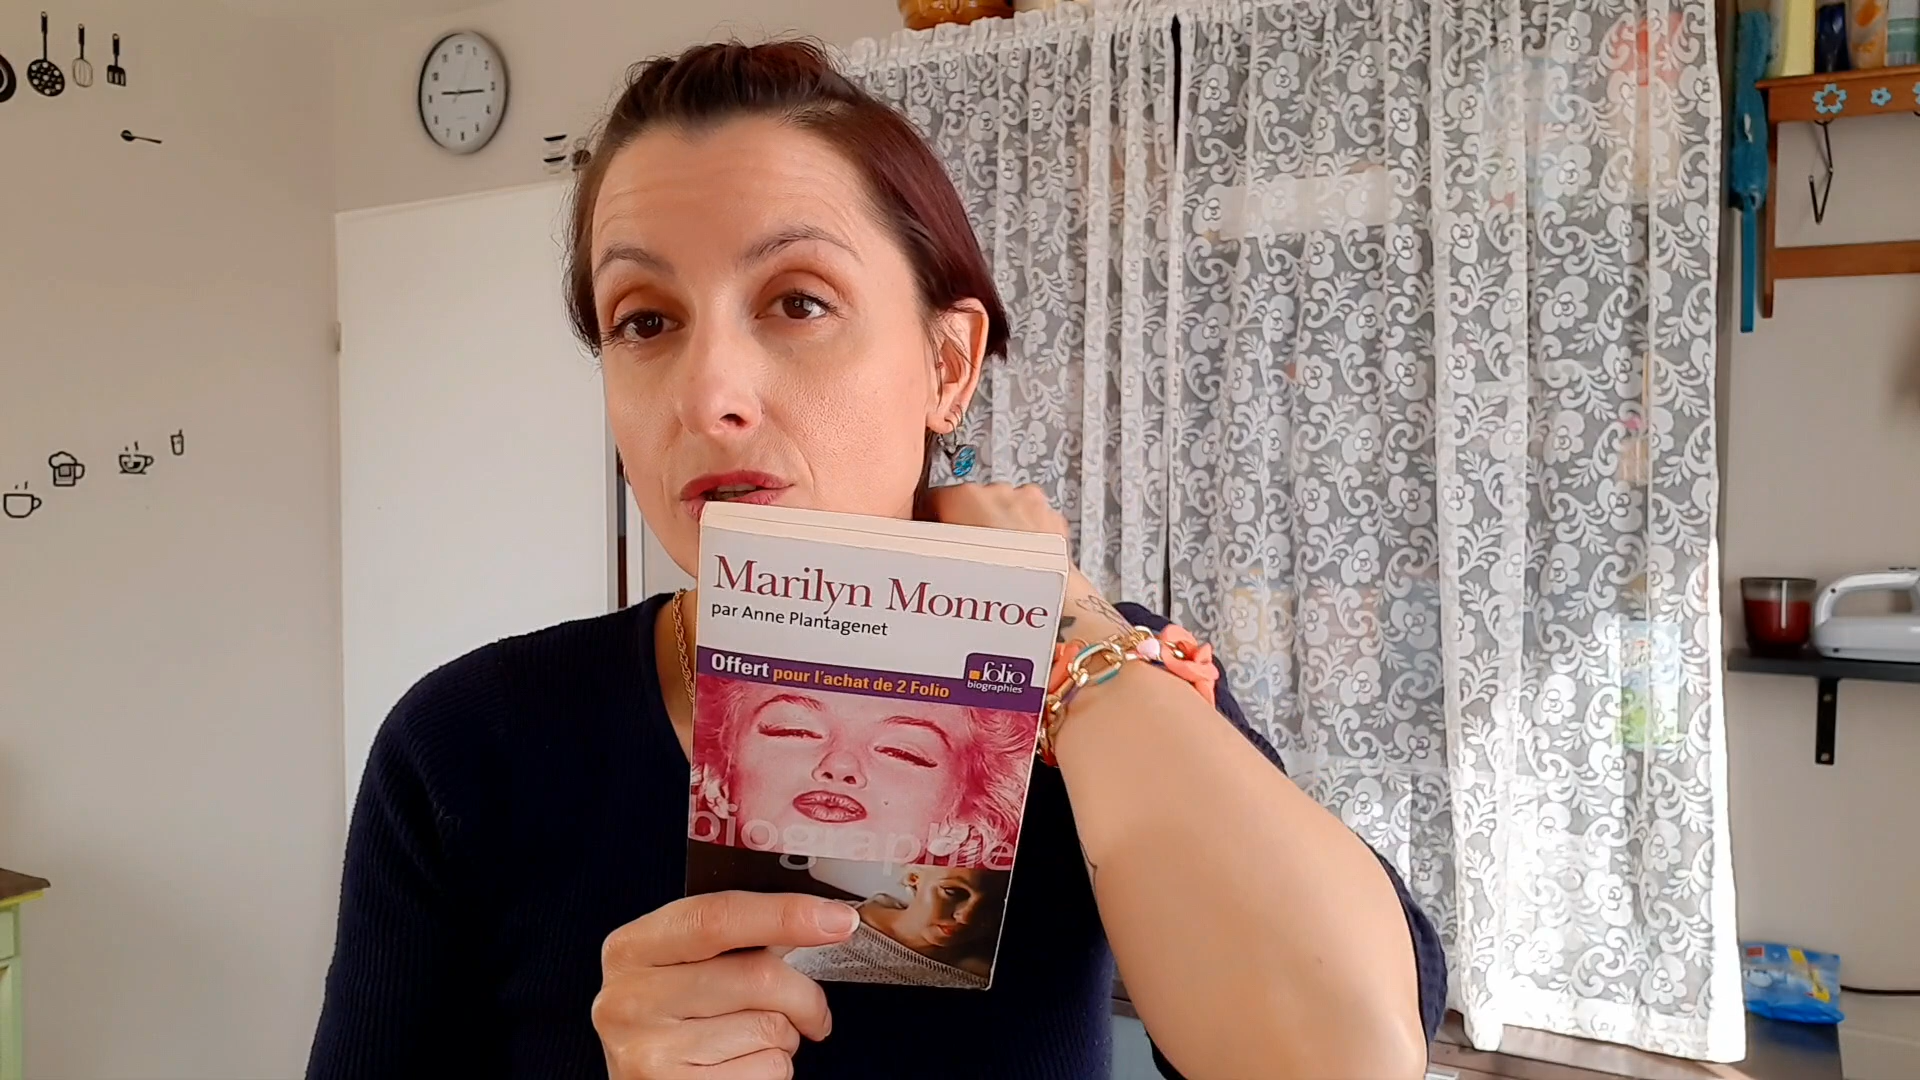 Marilyn Monroe
par Anne Plantagenet
Offert pour l'achat de 2 Folio
folio
biographies
biographie